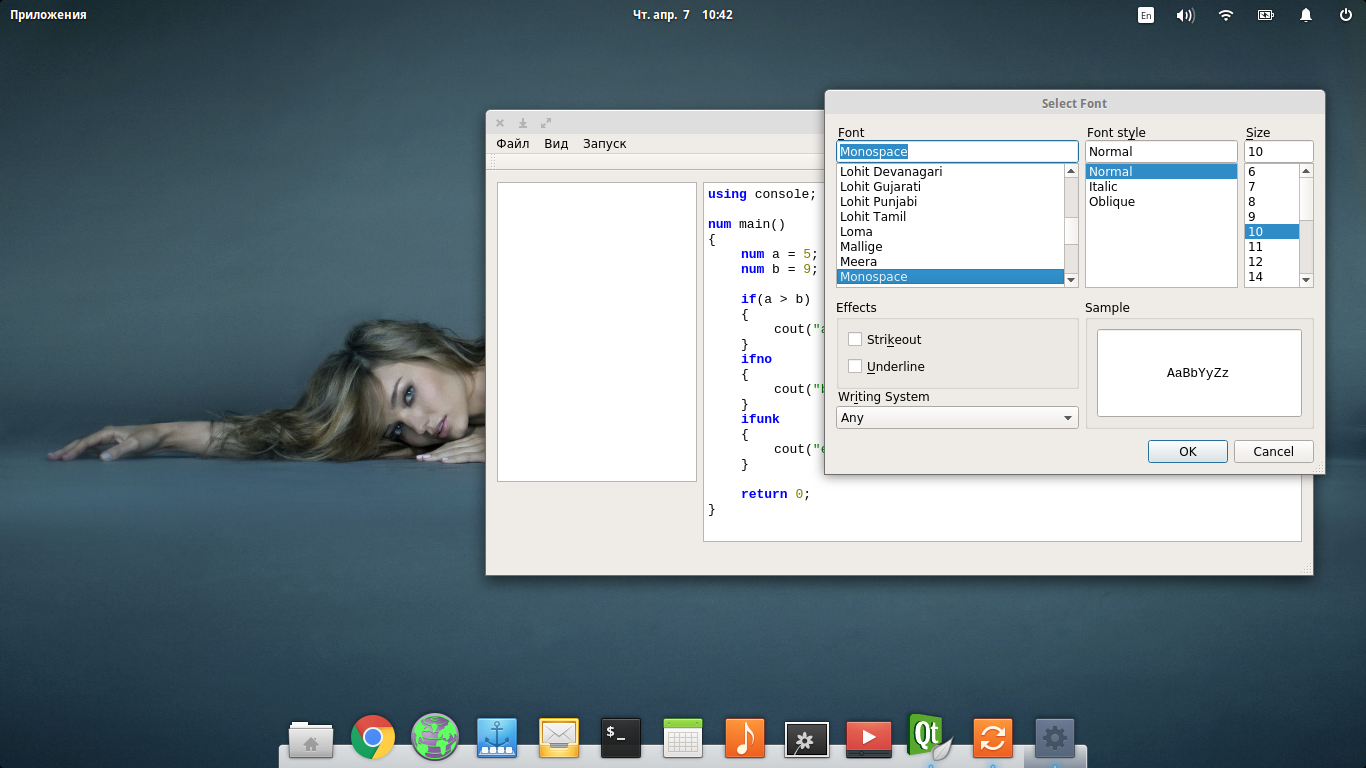 Приложения
Чт. апр. 7 10:42
En
Файл Вид Запуск
using console;
num main()
{
num a = 5;
num b = 9;
if(a > b)
{
cout("a
}
ifno
{
cout("
}
ifunk
{
cout("
}
return 0;
}
Select Font
Font
Monospace
Lohit Devanagari
Lohit Gujarati
Lohit Punjabi
Lohit Tamil
Loma
Mallige
Meera
Monospace
Font style
Normal
Normal
Italic
Oblique
Size
10
6
7
8
9
10
11
12
14
Effects
Strikeout
Underline
Writing System
Any
Sample
AaBbYyZz
OK Cancel
$_
Qt